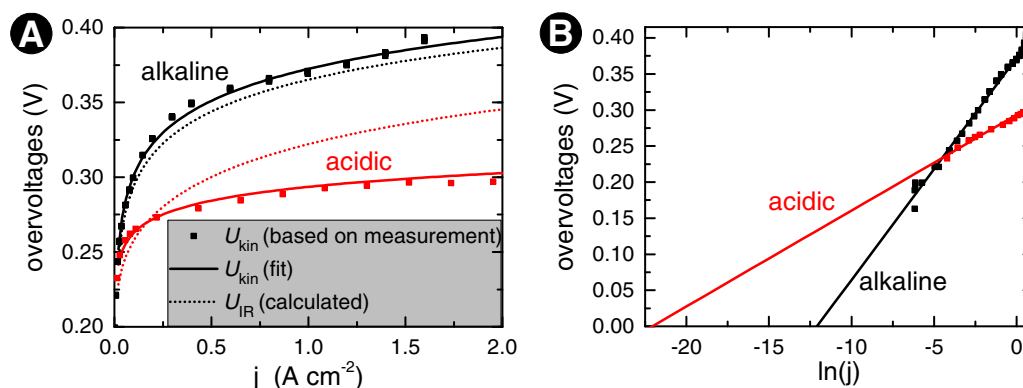 A
overvoltages (V)
0.40
0.35
0.30
0.25
0.20
alkaline
acidic
U_kin (based on measurement)
U_kin (fit)
U_IR (calculated)
0.0 0.5 1.0 1.5 2.0
j (A cm⁻²)
B
overvoltages (V)
0.40
0.35
0.30
0.25
0.20
0.15
0.10
0.05
0.00
acidic
alkaline
-20 -15 -10 -5 0
ln(j)